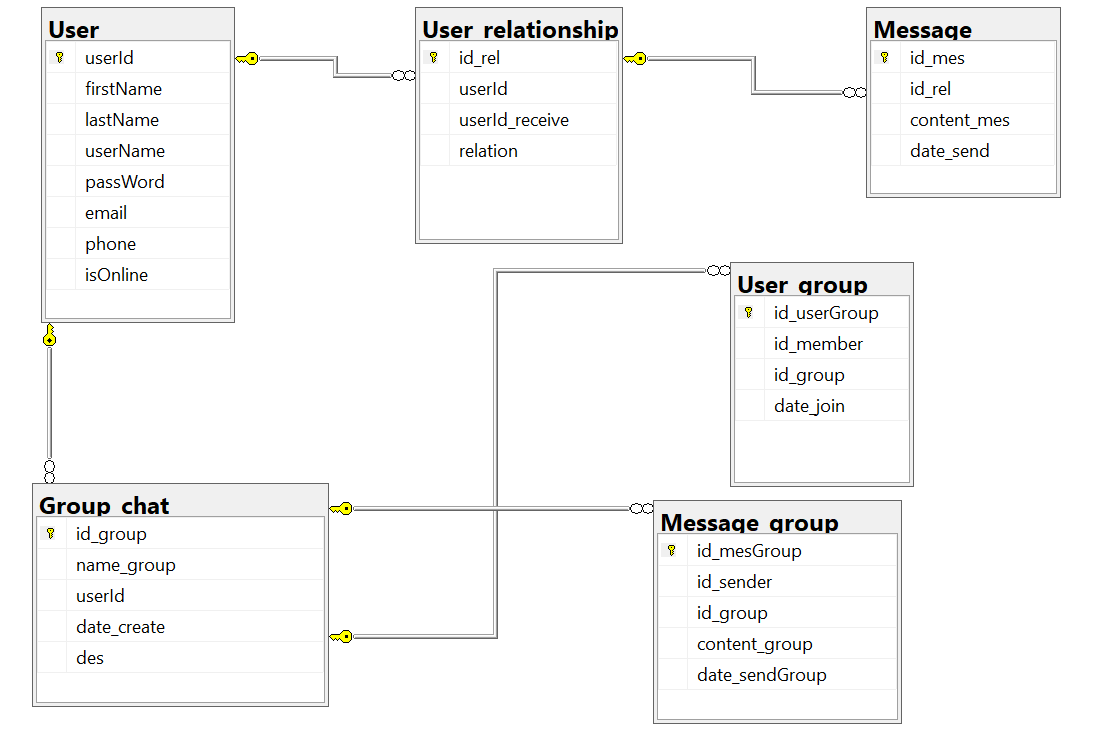 User
userId
firstName
lastName
userName
passWord
email
phone
isOnline
User_relationship
id_rel
userId
userId_receive
relation
Message
id_mes
id_rel
content_mes
date_send
User_group
id_userGroup
id_member
id_group
date_join
Group_chat
id_group
name_group
userId
date_create
des
Message_group
id_mesGroup
id_sender
id_group
content_group
date_sendGroup